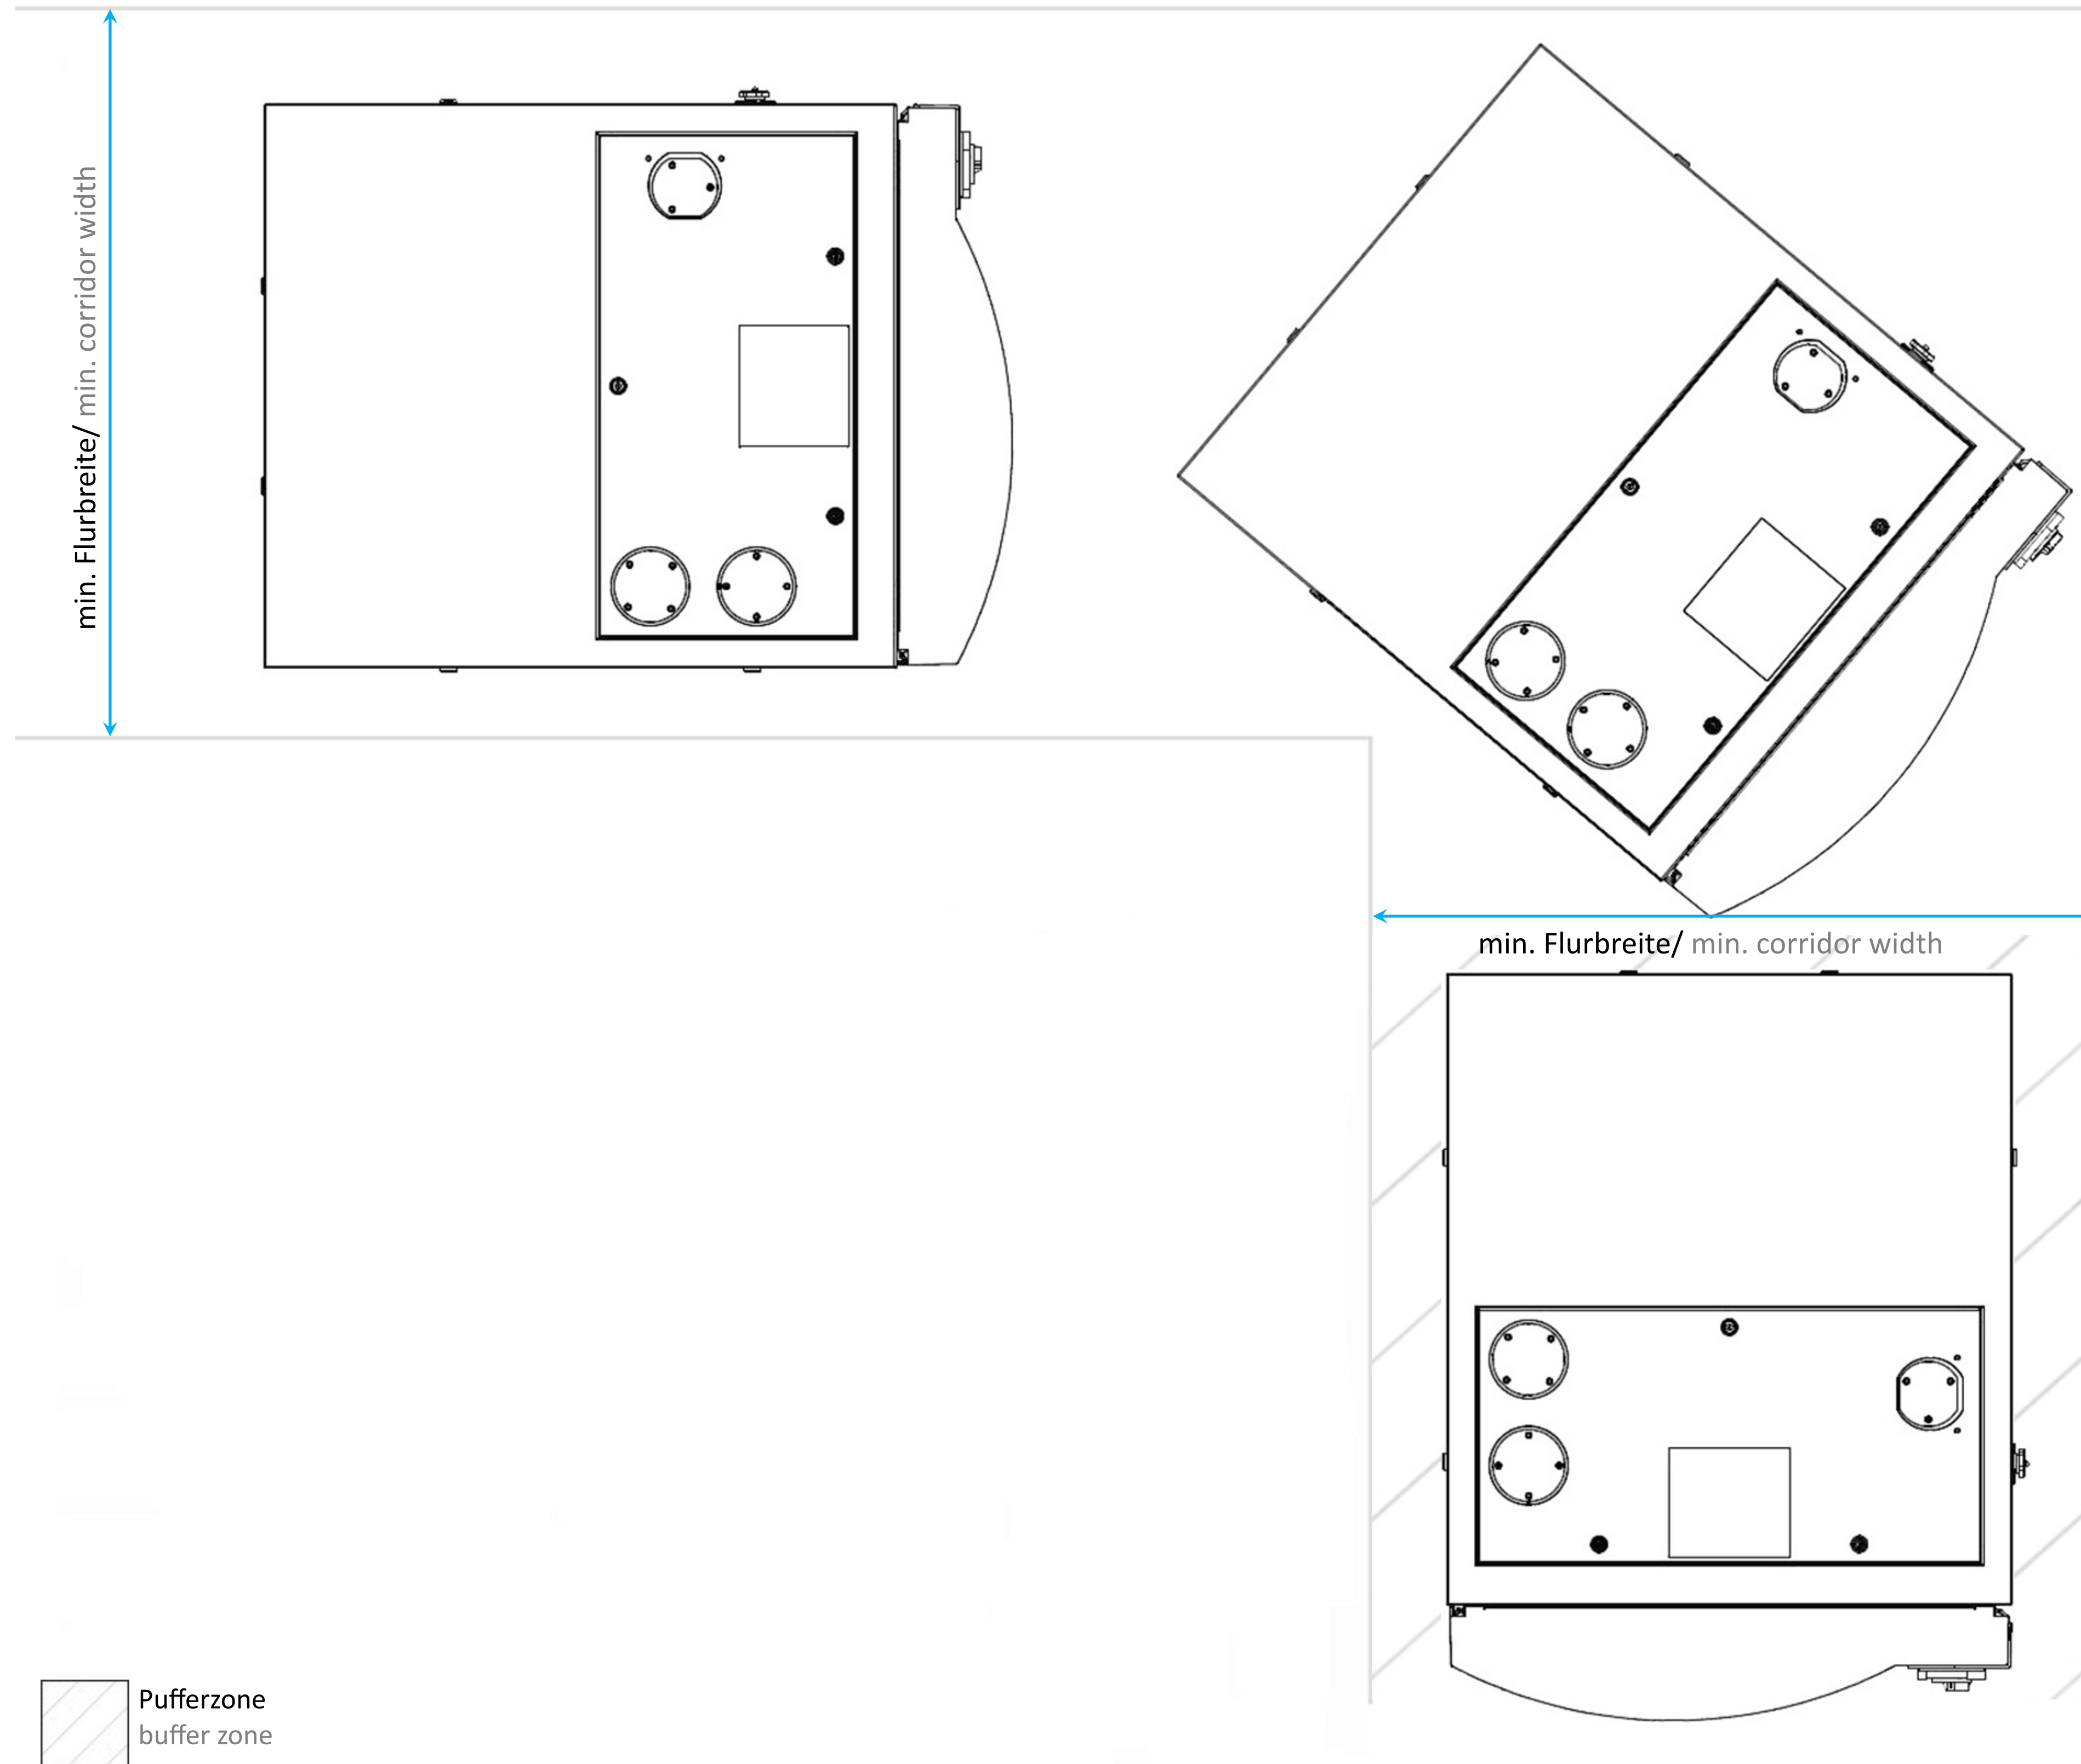 min. Flurbreite/ min. corridor width
min. Flurbreite/ min. corridor width
Pufferzone
buffer zone